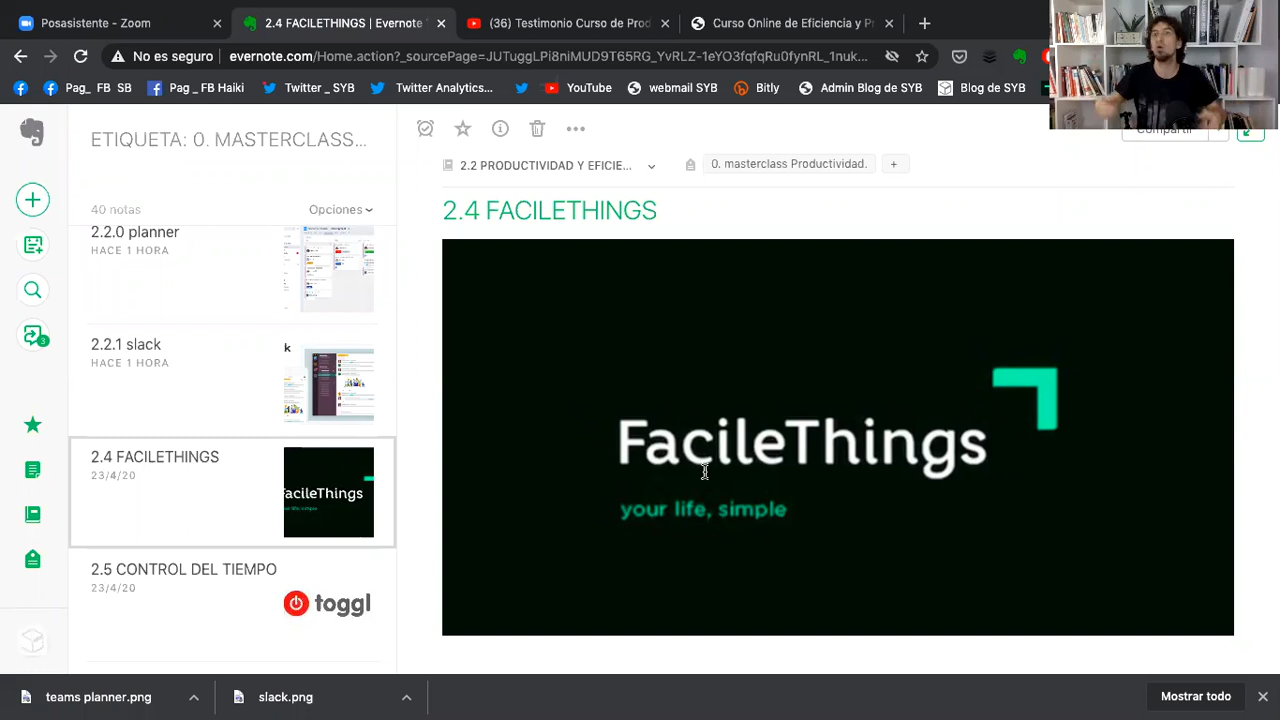 Posasistente - Zoom
2.4 FACILETHINGS | Evernote
(36) Testimonio Curso de Prod
Curso Online de Eficiencia y Pr
No es seguro
evernote.com/Home.action?_sourcePage=
Pag_ FB SB
Pag _ FB Haiki
Twitter _ SYB
Twitter Analytics...
YouTube
webmail SYB
Bitly
Admin Blog de SYB
Blog de SYB
ETIQUETA: 0. MASTERCLASS...
Compartir
2.2 PRODUCTIVIDAD Y EFICIE...
0. masterclass Productividad.
+
40 notas
Opciones
2.4 FACILETHINGS
2.2.0 planner
HACE 1 HORA
2.2.1 slack
HACE 1 HORA
k
3
2.4 FACILETHINGS
23/4/20
FacileThings
FacileThings
your life, simple
2.5 CONTROL DEL TIEMPO
23/4/20
toggl
teams planner.png
slack.png
Mostrar todo